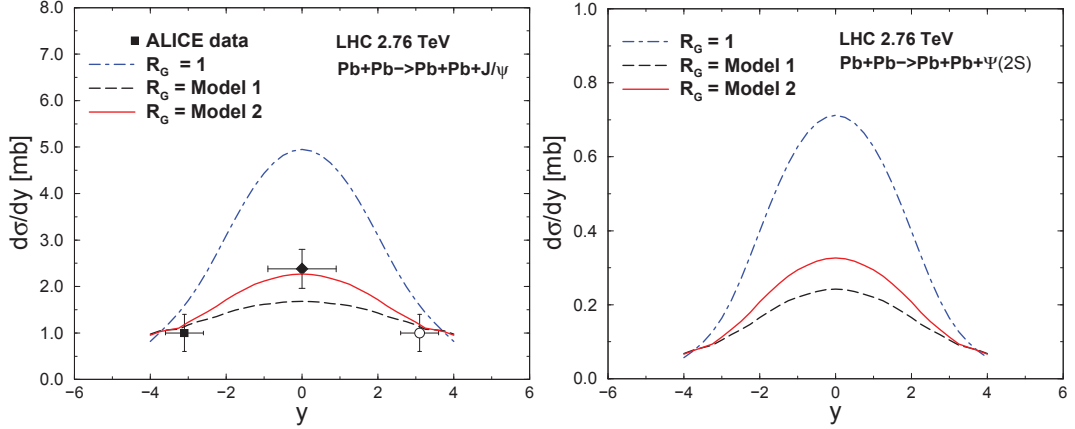 8.0
7.0
6.0
5.0
4.0
3.0
2.0
1.0
0.0
dσ/dy [mb]
ALICE data
R_G = 1
R_G = Model 1
R_G = Model 2
LHC 2.76 TeV
Pb+Pb->Pb+Pb+J/ψ
−6 −4 −2 0 2 4 6
y
1.0
0.8
0.6
0.4
0.2
0.0
dσ/dy [mb]
R_G = 1
R_G = Model 1
R_G = Model 2
LHC 2.76 TeV
Pb+Pb->Pb+Pb+Ψ(2S)
−6 −4 −2 0 2 4 6
y